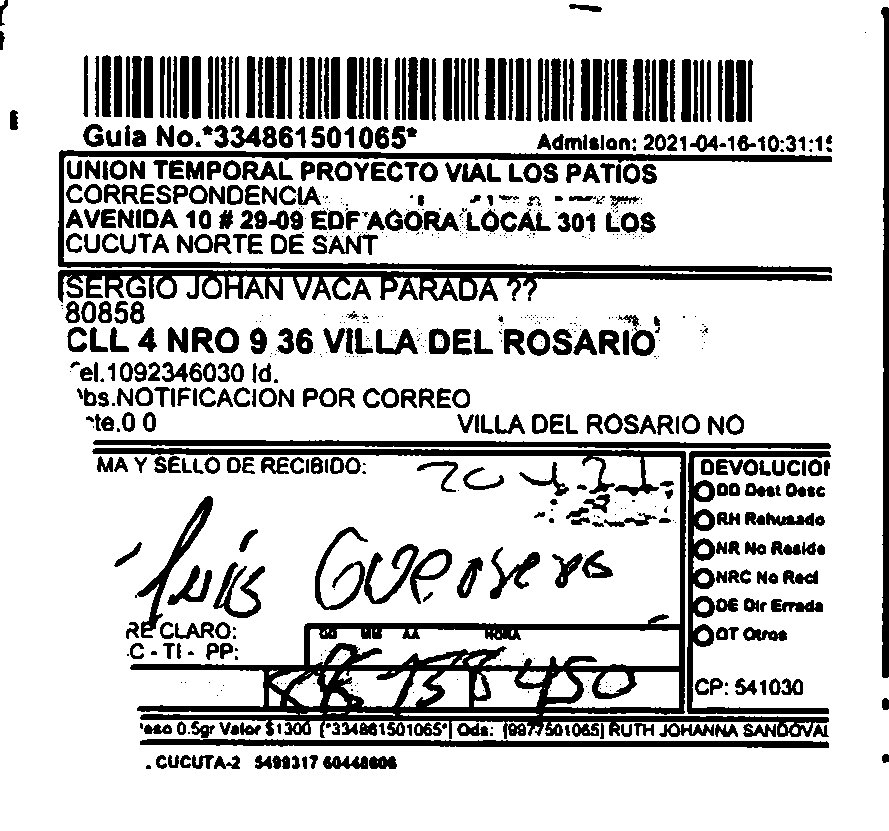 Guia No.*334861501065*
Admision: 2021-04-16-10:31:15
UNION TEMPORAL PROYECTO VIAL LOS PATIOS
CORRESPONDENCIA
AVENIDA 10 # 29-09 EDF AGORA LOCAL 301 LOS
CUCUTA NORTE DE SANT
SERGIO JOHAN VACA PARADA ??
80858
CLL 4 NRO 9 36 VILLA DEL ROSARIO
el.1092346030 Id.
bs.NOTIFICACION POR CORREO
te.0 0 VILLA DEL ROSARIO NO
MA Y SELLO DE RECIBIDO:
Luis
RE CLARO:
C - TI - PP:
DD MM AA HORA
DEVOLUCION
DD Dest Desc
RH Rehusado
NR No Reside
NRC No Recl
DE Dir Errada
OT Otros
CP: 541030
eso 0.5gr Valor $1300 [*334861501065*] Ods: [9977501065] RUTH JOHANNA SANDOVAL
. CUCUTA-2 5499317 60448606